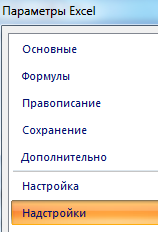 Параметры Excel
Основные
Формулы
Правописание
Сохранение
Дополнительно
Настройка
Надстройки